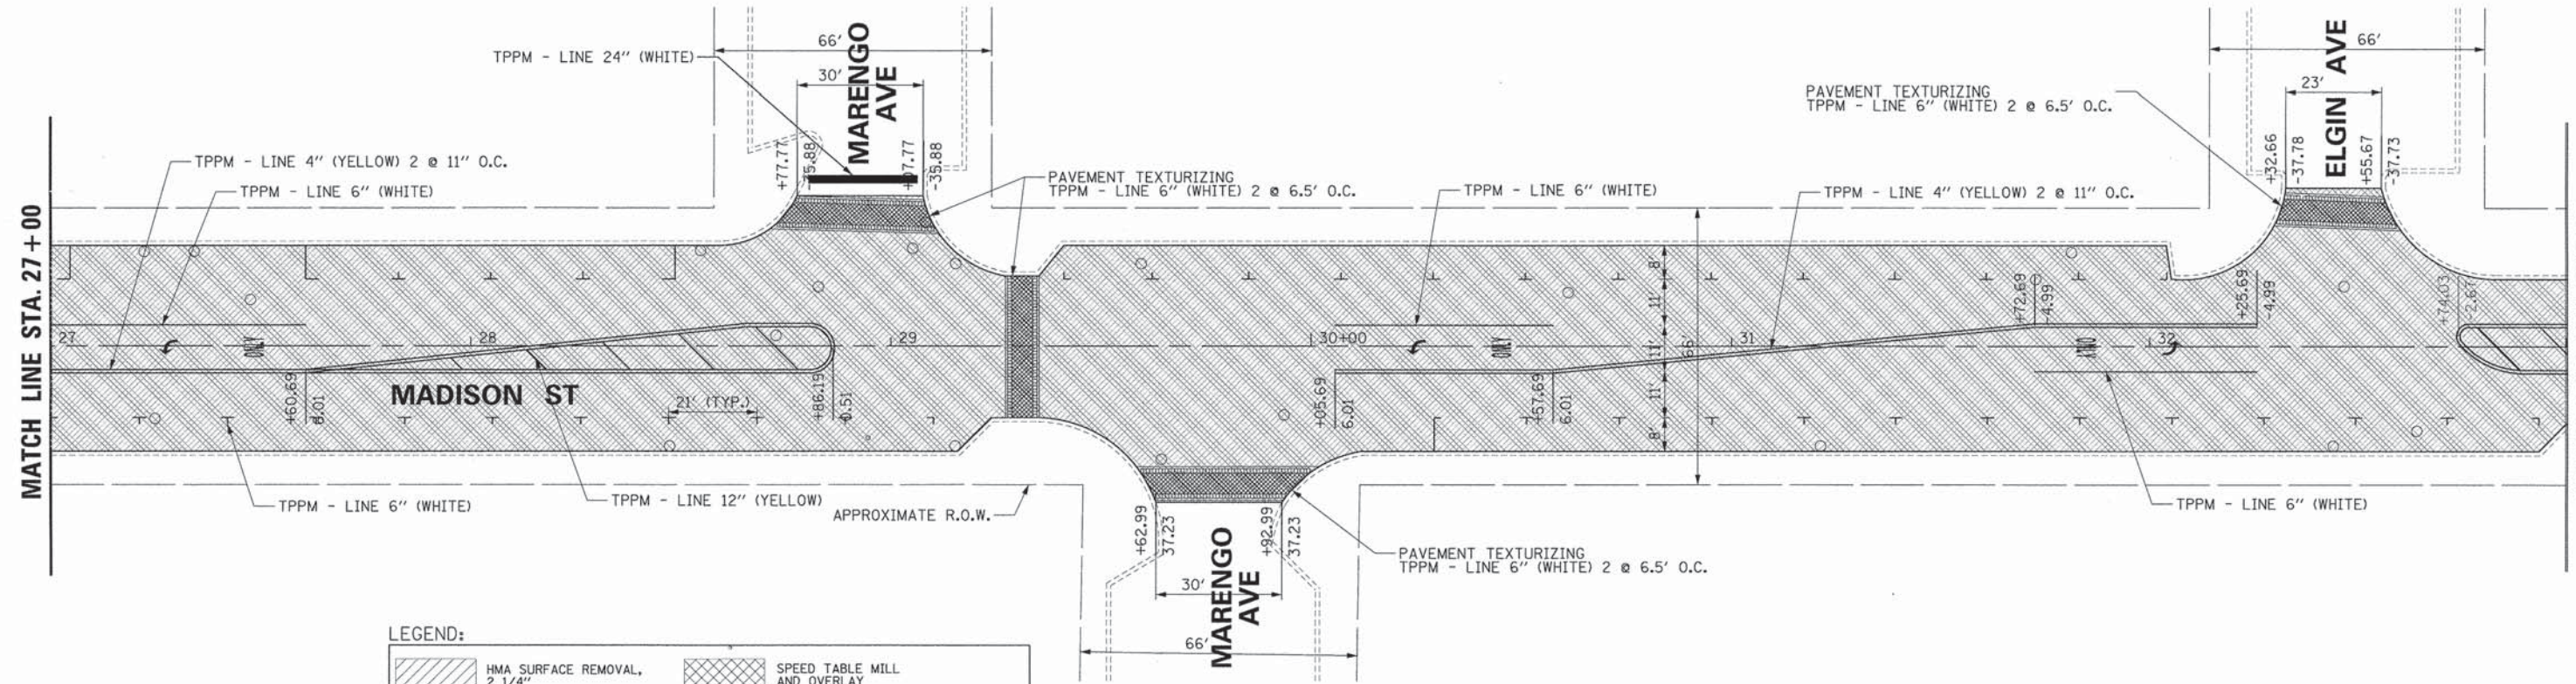 MATCH LINE STA. 27+00
TPPM - LINE 24" (WHITE)
66'
30'
MARENGO
AVE
+77.77
-35.88
+07.77
-35.88
TPPM - LINE 4" (YELLOW) 2 @ 11" O.C.
TPPM - LINE 6" (WHITE)
PAVEMENT TEXTURIZING
TPPM - LINE 6" (WHITE) 2 @ 6.5' O.C.
TPPM - LINE 6" (WHITE)
TPPM - LINE 4" (YELLOW) 2 @ 11" O.C.
PAVEMENT TEXTURIZING
TPPM - LINE 6" (WHITE) 2 @ 6.5' O.C.
66'
23'
ELGIN AVE
+32.66
-37.78
+55.67
-37.73
27
ONLY
28
29
30+00
ONLY
31
ONLY
32
8'
11'
11'
66'
11'
8'
+72.69
-4.99
+25.69
-4.99
+74.03
-2.67
+60.69
6.01
MADISON ST
21' (TYP.)
+86.19
0.51
+05.69
6.01
+57.69
6.01
TPPM - LINE 6" (WHITE)
TPPM - LINE 12" (YELLOW)
APPROXIMATE R.O.W.
+62.99
37.23
+92.99
37.23
30'
MARENGO
AVE
66'
PAVEMENT TEXTURIZING
TPPM - LINE 6" (WHITE) 2 @ 6.5' O.C.
TPPM - LINE 6" (WHITE)
LEGEND:
HMA SURFACE REMOVAL,
2 1/4"
SPEED TABLE MILL
AND OVERLAY